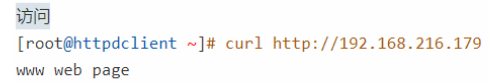 访问
[root@httpdclient ~]# curl http://192.168.216.179
www web page